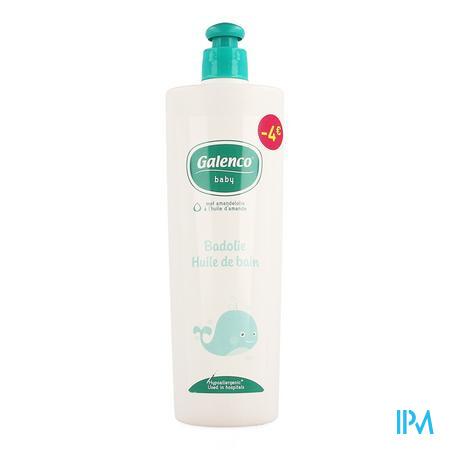 -4€
Galenco®
baby
met amandelolie
à l'huile d'amande
Badolie
Huile de bain
Hypoallergenic*
Used in hospitals
IPM